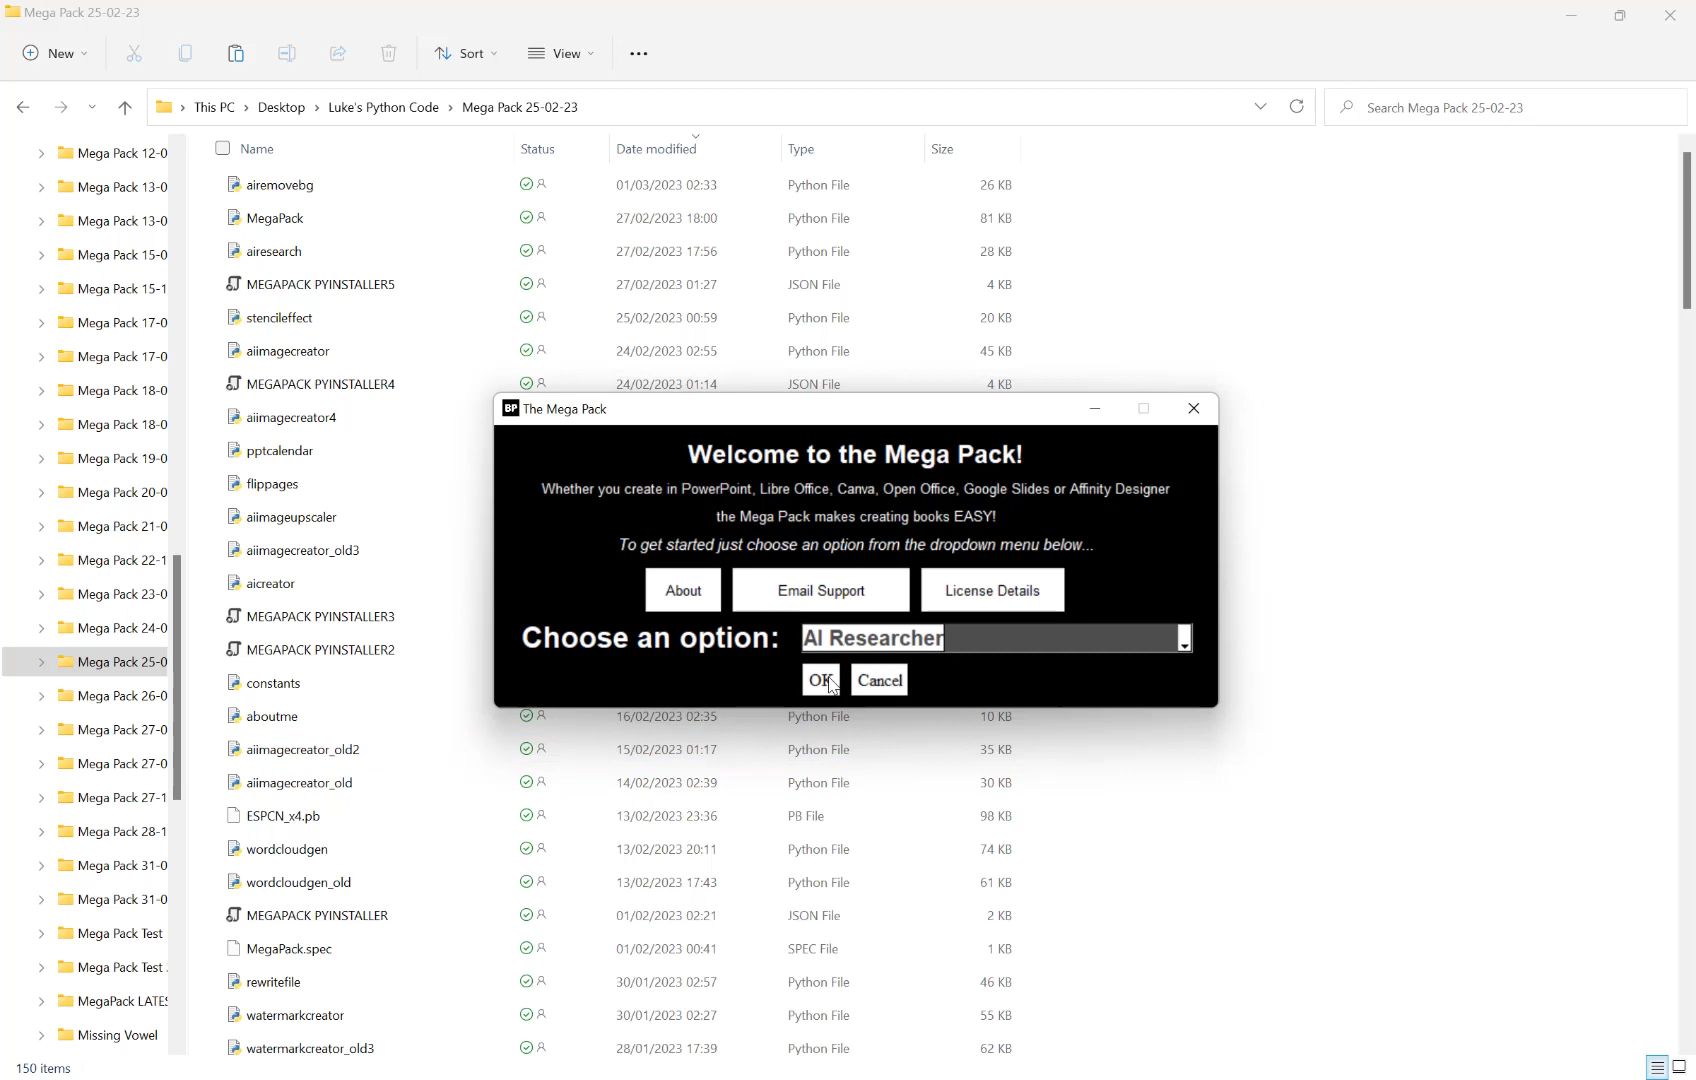 Mega Pack 25-02-23
New
Sort
View
This PC > Desktop > Luke's Python Code > Mega Pack 25-02-23
Search Mega Pack 25-02-23
Name Status Date modified Type Size
Mega Pack 12-0
Mega Pack 13-0
Mega Pack 13-0
Mega Pack 15-0
Mega Pack 15-1
Mega Pack 17-0
Mega Pack 17-0
Mega Pack 18-0
Mega Pack 18-0
Mega Pack 19-0
Mega Pack 20-0
Mega Pack 21-0
Mega Pack 22-1
Mega Pack 23-0
Mega Pack 24-0
Mega Pack 25-0
Mega Pack 26-0
Mega Pack 27-0
Mega Pack 27-0
Mega Pack 27-1
Mega Pack 28-1
Mega Pack 31-0
Mega Pack 31-0
Mega Pack Test
Mega Pack Test
MegaPack LATES
Missing Vowel
airemovebg 01/03/2023 02:33 Python File 26 KB
MegaPack 27/02/2023 18:00 Python File 81 KB
airesearch 27/02/2023 17:56 Python File 28 KB
MEGAPACK PYINSTALLER5 27/02/2023 01:27 JSON File 4 KB
stencileffect 25/02/2023 00:59 Python File 20 KB
aiimagecreator 24/02/2023 02:55 Python File 45 KB
MEGAPACK PYINSTALLER4 24/02/2023 01:14 JSON File 4 KB
aiimagecreator4
pptcalendar
flippages
aiimageupscaler
aiimagecreator_old3
aicreator
MEGAPACK PYINSTALLER3
MEGAPACK PYINSTALLER2
constants
aboutme 16/02/2023 02:35 Python File 10 KB
aiimagecreator_old2 15/02/2023 01:17 Python File 35 KB
aiimagecreator_old 14/02/2023 02:39 Python File 30 KB
ESPCN_x4.pb 13/02/2023 23:36 PB File 98 KB
wordcloudgen 13/02/2023 20:11 Python File 74 KB
wordcloudgen_old 13/02/2023 17:43 Python File 61 KB
MEGAPACK PYINSTALLER 01/02/2023 02:21 JSON File 2 KB
MegaPack.spec 01/02/2023 00:41 SPEC File 1 KB
rewritefile 30/01/2023 02:57 Python File 46 KB
watermarkcreator 30/01/2023 02:27 Python File 55 KB
watermarkcreator_old3 28/01/2023 17:39 Python File 62 KB
BP The Mega Pack
Welcome to the Mega Pack!
Whether you create in PowerPoint, Libre Office, Canva, Open Office, Google Slides or Affinity Designer
the Mega Pack makes creating books EASY!
To get started just choose an option from the dropdown menu below...
About Email Support License Details
Choose an option: AI Researcher
OK Cancel
150 items